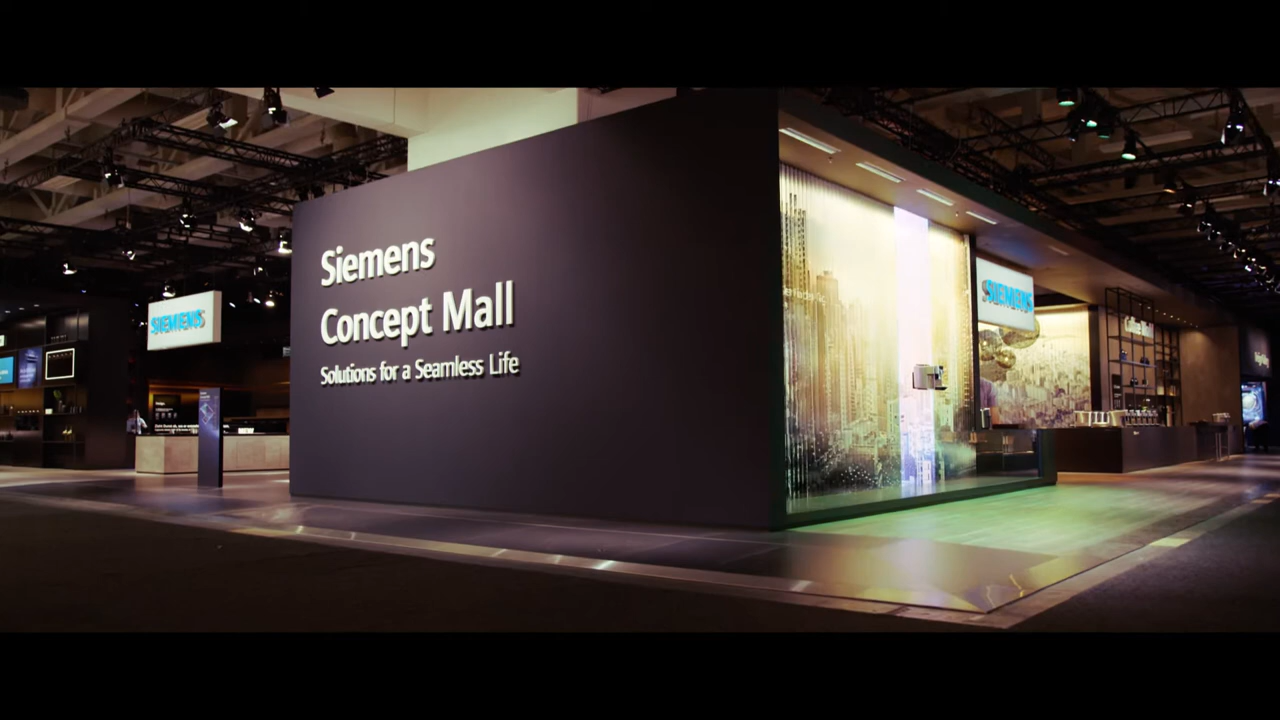 Siemens
Concept Mall
Solutions for a Seamless Life
SIEMENS
SIEMENS